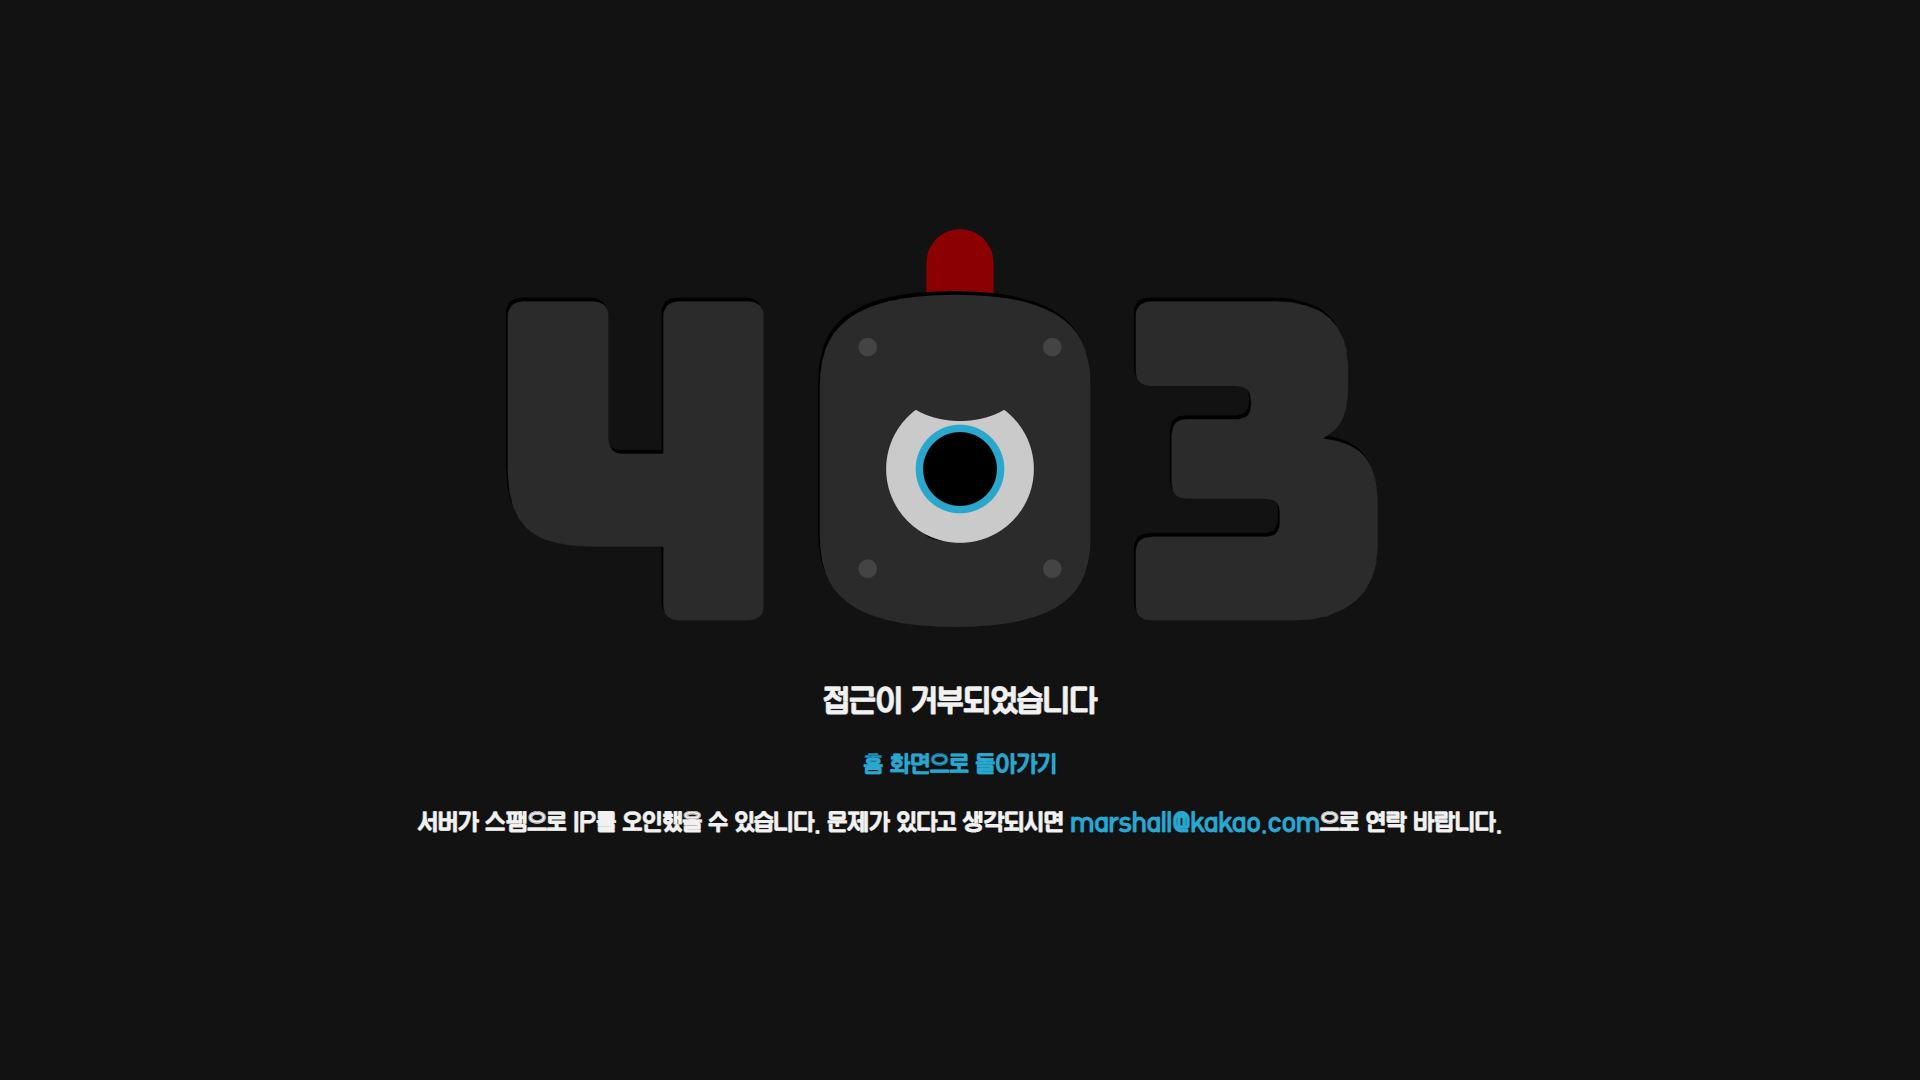 403
접근이 거부되었습니다
홈 화면으로 돌아가기
서버가 스팸으로 IP를 오인했을 수 있습니다. 문제가 있다고 생각되시면 marshall@kakao.com으로 연락 바랍니다.